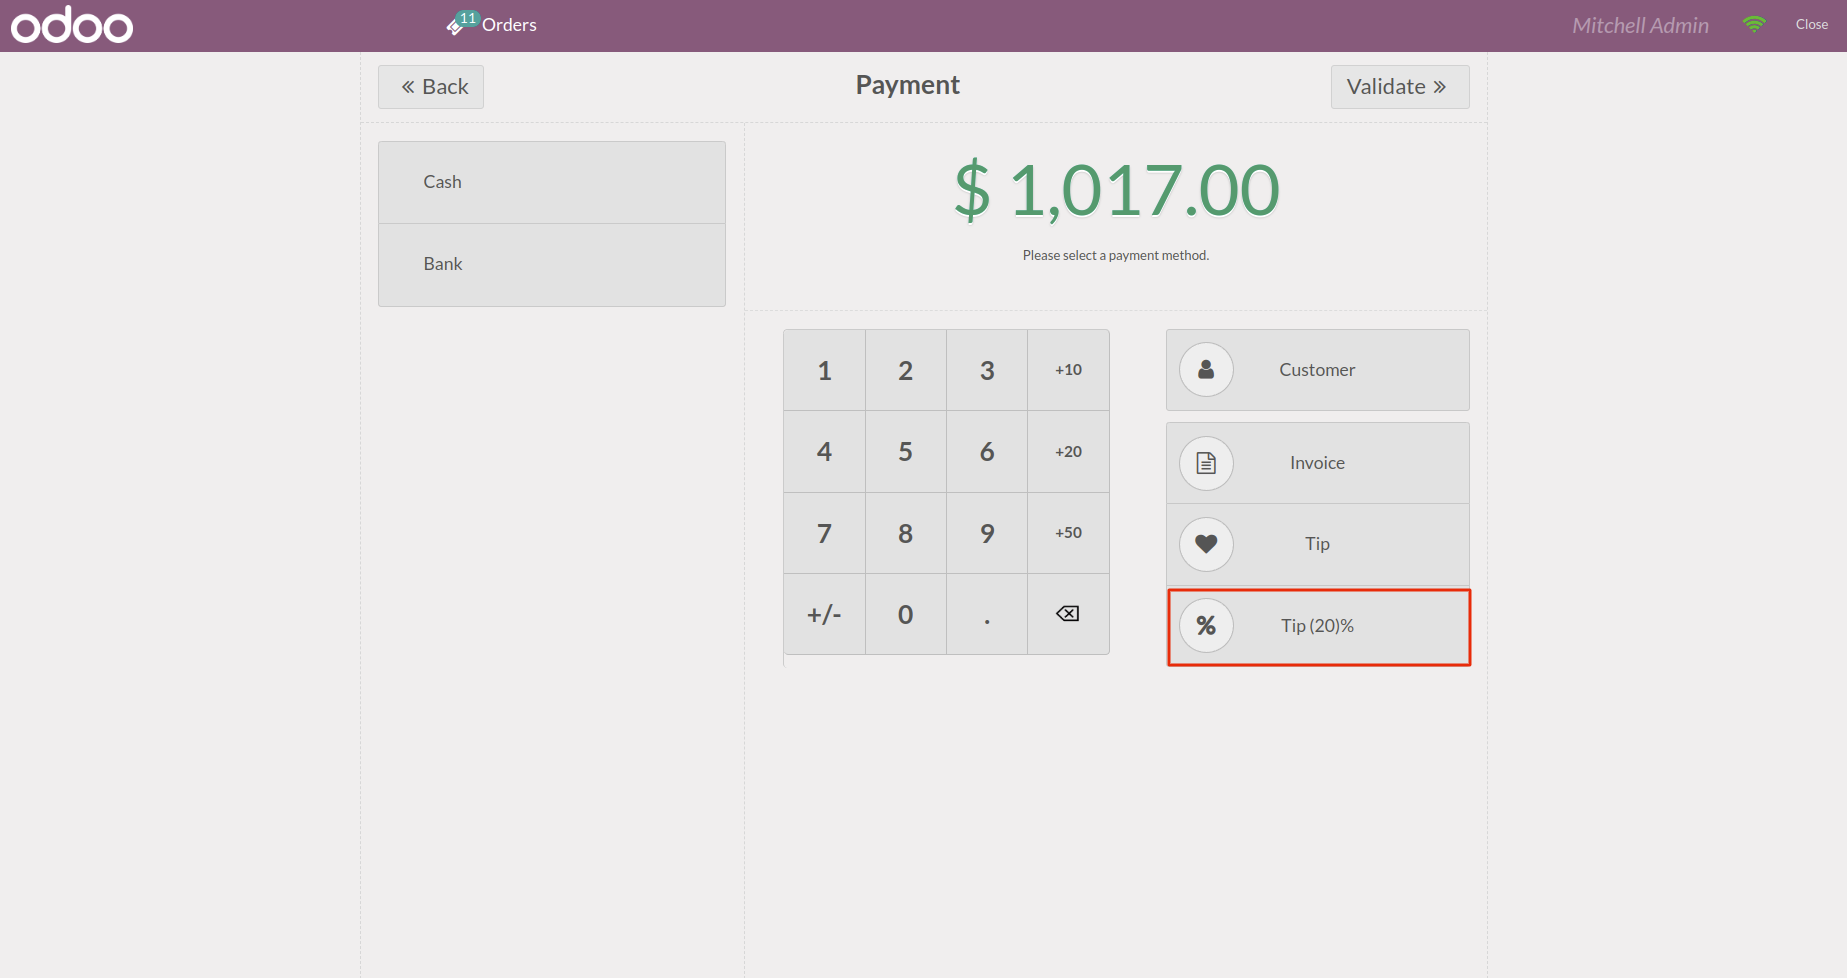 odoo
11
Orders
Mitchell Admin
Close
« Back
Payment
Validate »
Cash
Bank
$ 1,017.00
Please select a payment method.
1 2 3 +10
4 5 6 +20
7 8 9 +50
+/- 0 .
Customer
Invoice
Tip
% Tip (20)%